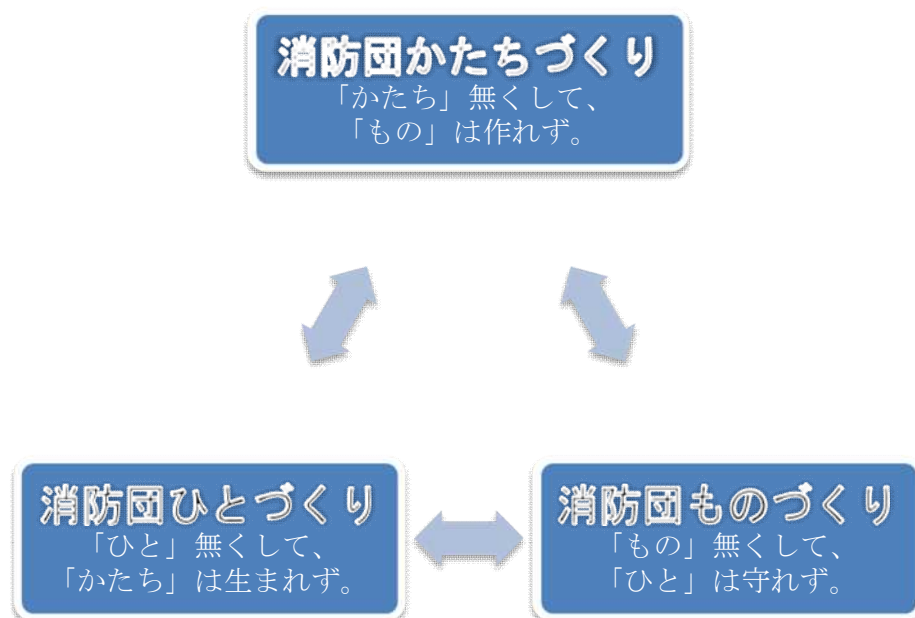 消防団かたちづくり
「かたち」無くして、
「もの」は作れず。
消防団ひとづくり
「ひと」無くして、
「かたち」は生まれず。
消防団ものづくり
「もの」無くして、
「ひと」は守れず。